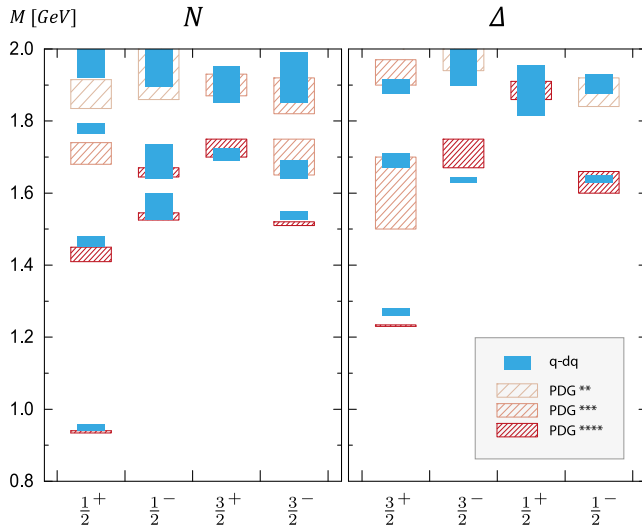 M [GeV] N Δ
2.0
1.8
1.6
1.4
1.2
1.0
0.8
q-dq
PDG **
PDG ***
PDG ****
1/2+ 1/2− 3/2+ 3/2− 3/2+ 3/2− 1/2+ 1/2−